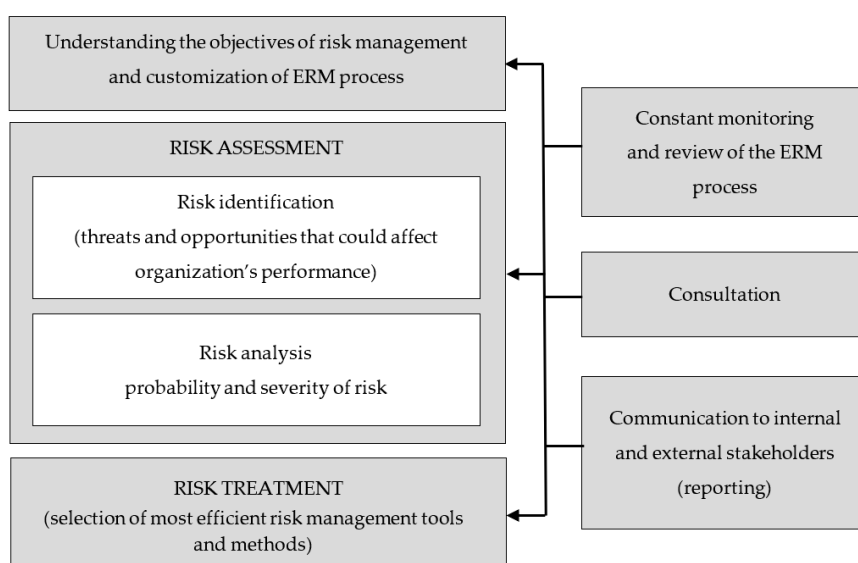 Understanding the objectives of risk management
and customization of ERM process
RISK ASSESSMENT
Risk identification
(threats and opportunities that could affect
organization’s performance)
Risk analysis
probability and severity of risk
RISK TREATMENT
(selection of most efficient risk management tools
and methods)
Constant monitoring
and review of the ERM
process
Consultation
Communication to internal
and external stakeholders
(reporting)